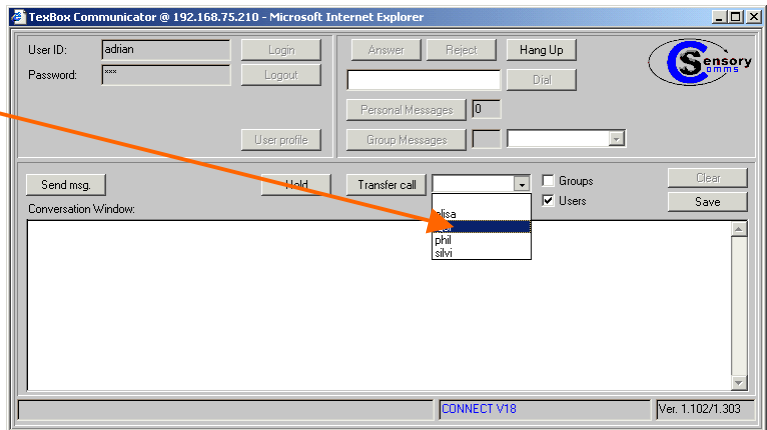 TexBox Communicator @ 192.168.75.210 - Microsoft Internet Explorer
User ID: adrian Login Answer Reject Hang Up
Password: *** Logout Dial
Sensory Comms
Personal Messages 0
User profile Group Messages
Send msg. Hold Transfer call Groups Clear
Users Save
Conversation Window:
elisa
phil
silvi
CONNECT V18 Ver. 1.102/1.303